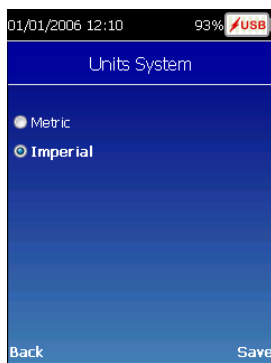 01/01/2006 12:10 93% USB
Units System
Metric
Imperial
Back Save